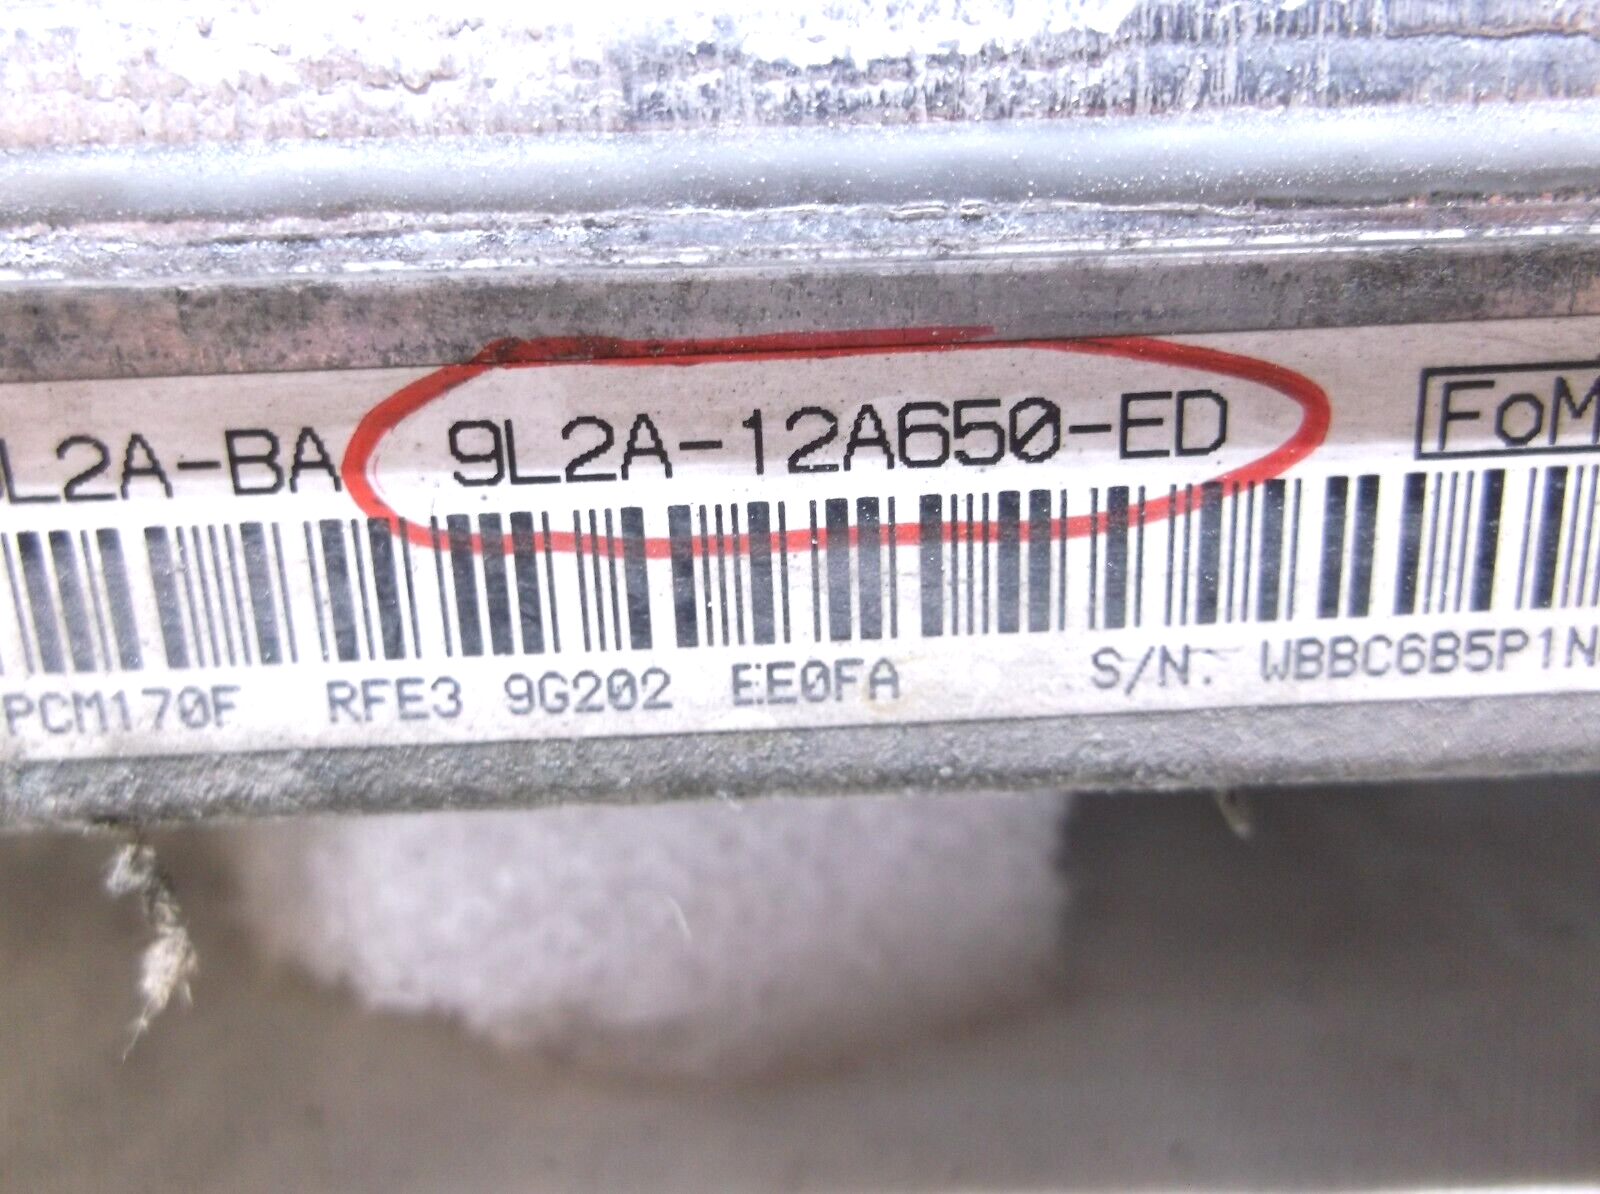 L2A-BA 9L2A-12A650-ED FoM
PCM170F RFE3 9G202 EE0FA S/N: WBBC6B5P1N